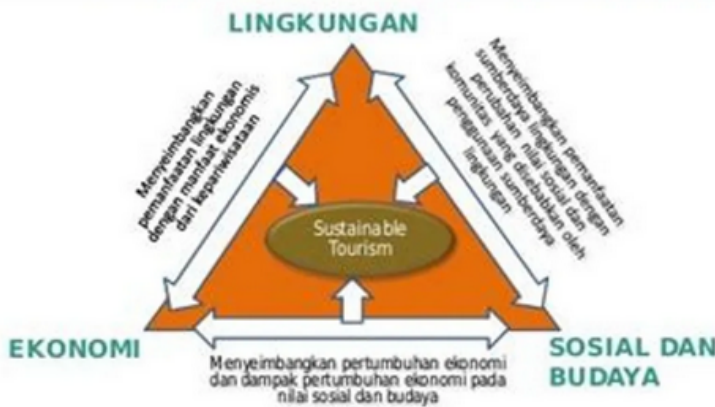 LINGKUNGAN
Menyeimbangkan
pemanfaatan lingkungan
dengan manfaat ekonomis
dari kepariwisataan
Menyeimbangkan pemanfaatan
sumberdaya lingkungan dengan
perubahan nilai sosial dan
komunitas yang disebabkan oleh
penggunaan sumberdaya
lingkungan
Sustainable
Tourism
EKONOMI
SOSIAL DAN
BUDAYA
Menyeimbangkan pertumbuhan ekonomi
dan dampak pertumbuhan ekonomi pada
nilai sosial dan budaya